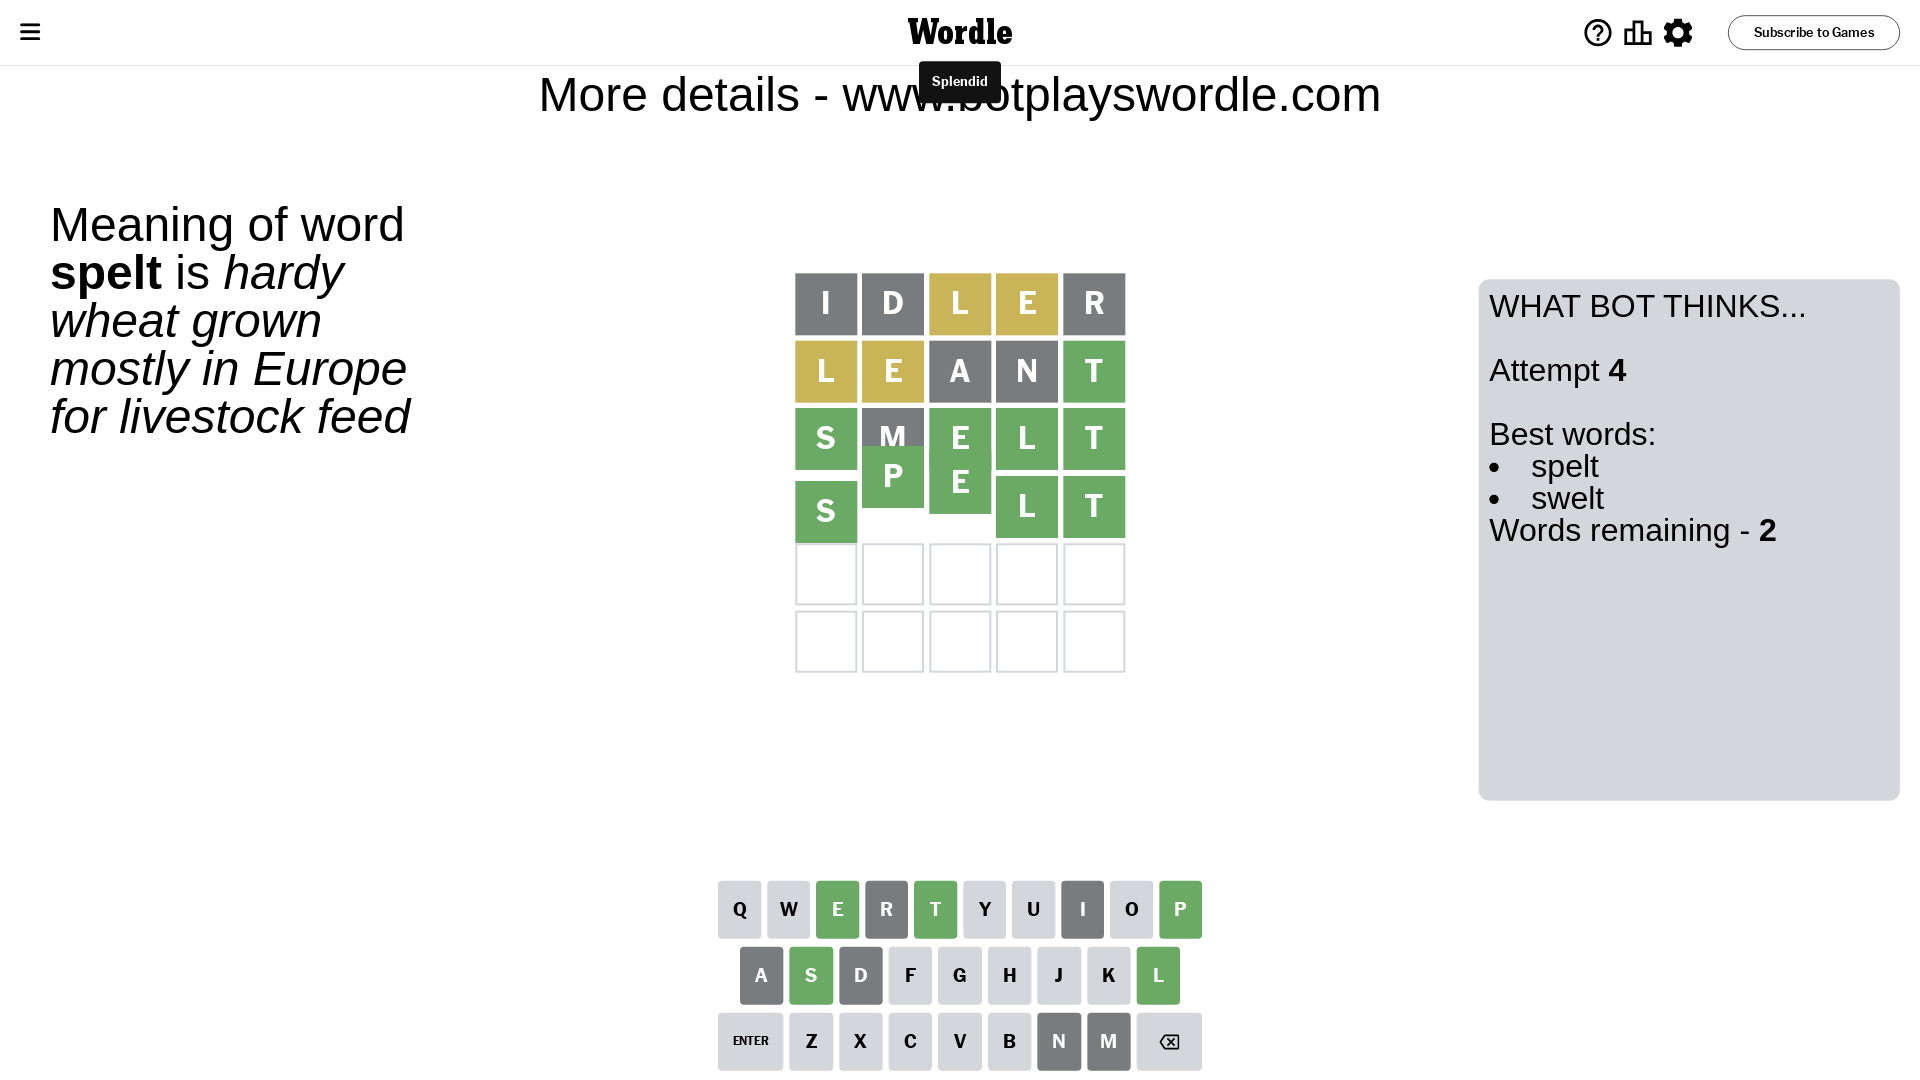 Wordle
Subscribe to Games
Splendid
More details - www.botplayswordle.com
Meaning of word
spelt is hardy
wheat grown
mostly in Europe
for livestock feed
I D L E R
L E A N T
S M E L T
S P E L T
WHAT BOT THINKS...
Attempt 4
Best words:
• spelt
• swelt
Words remaining - 2
Q W E R T Y U I O P
A S D F G H J K L
ENTER Z X C V B N M